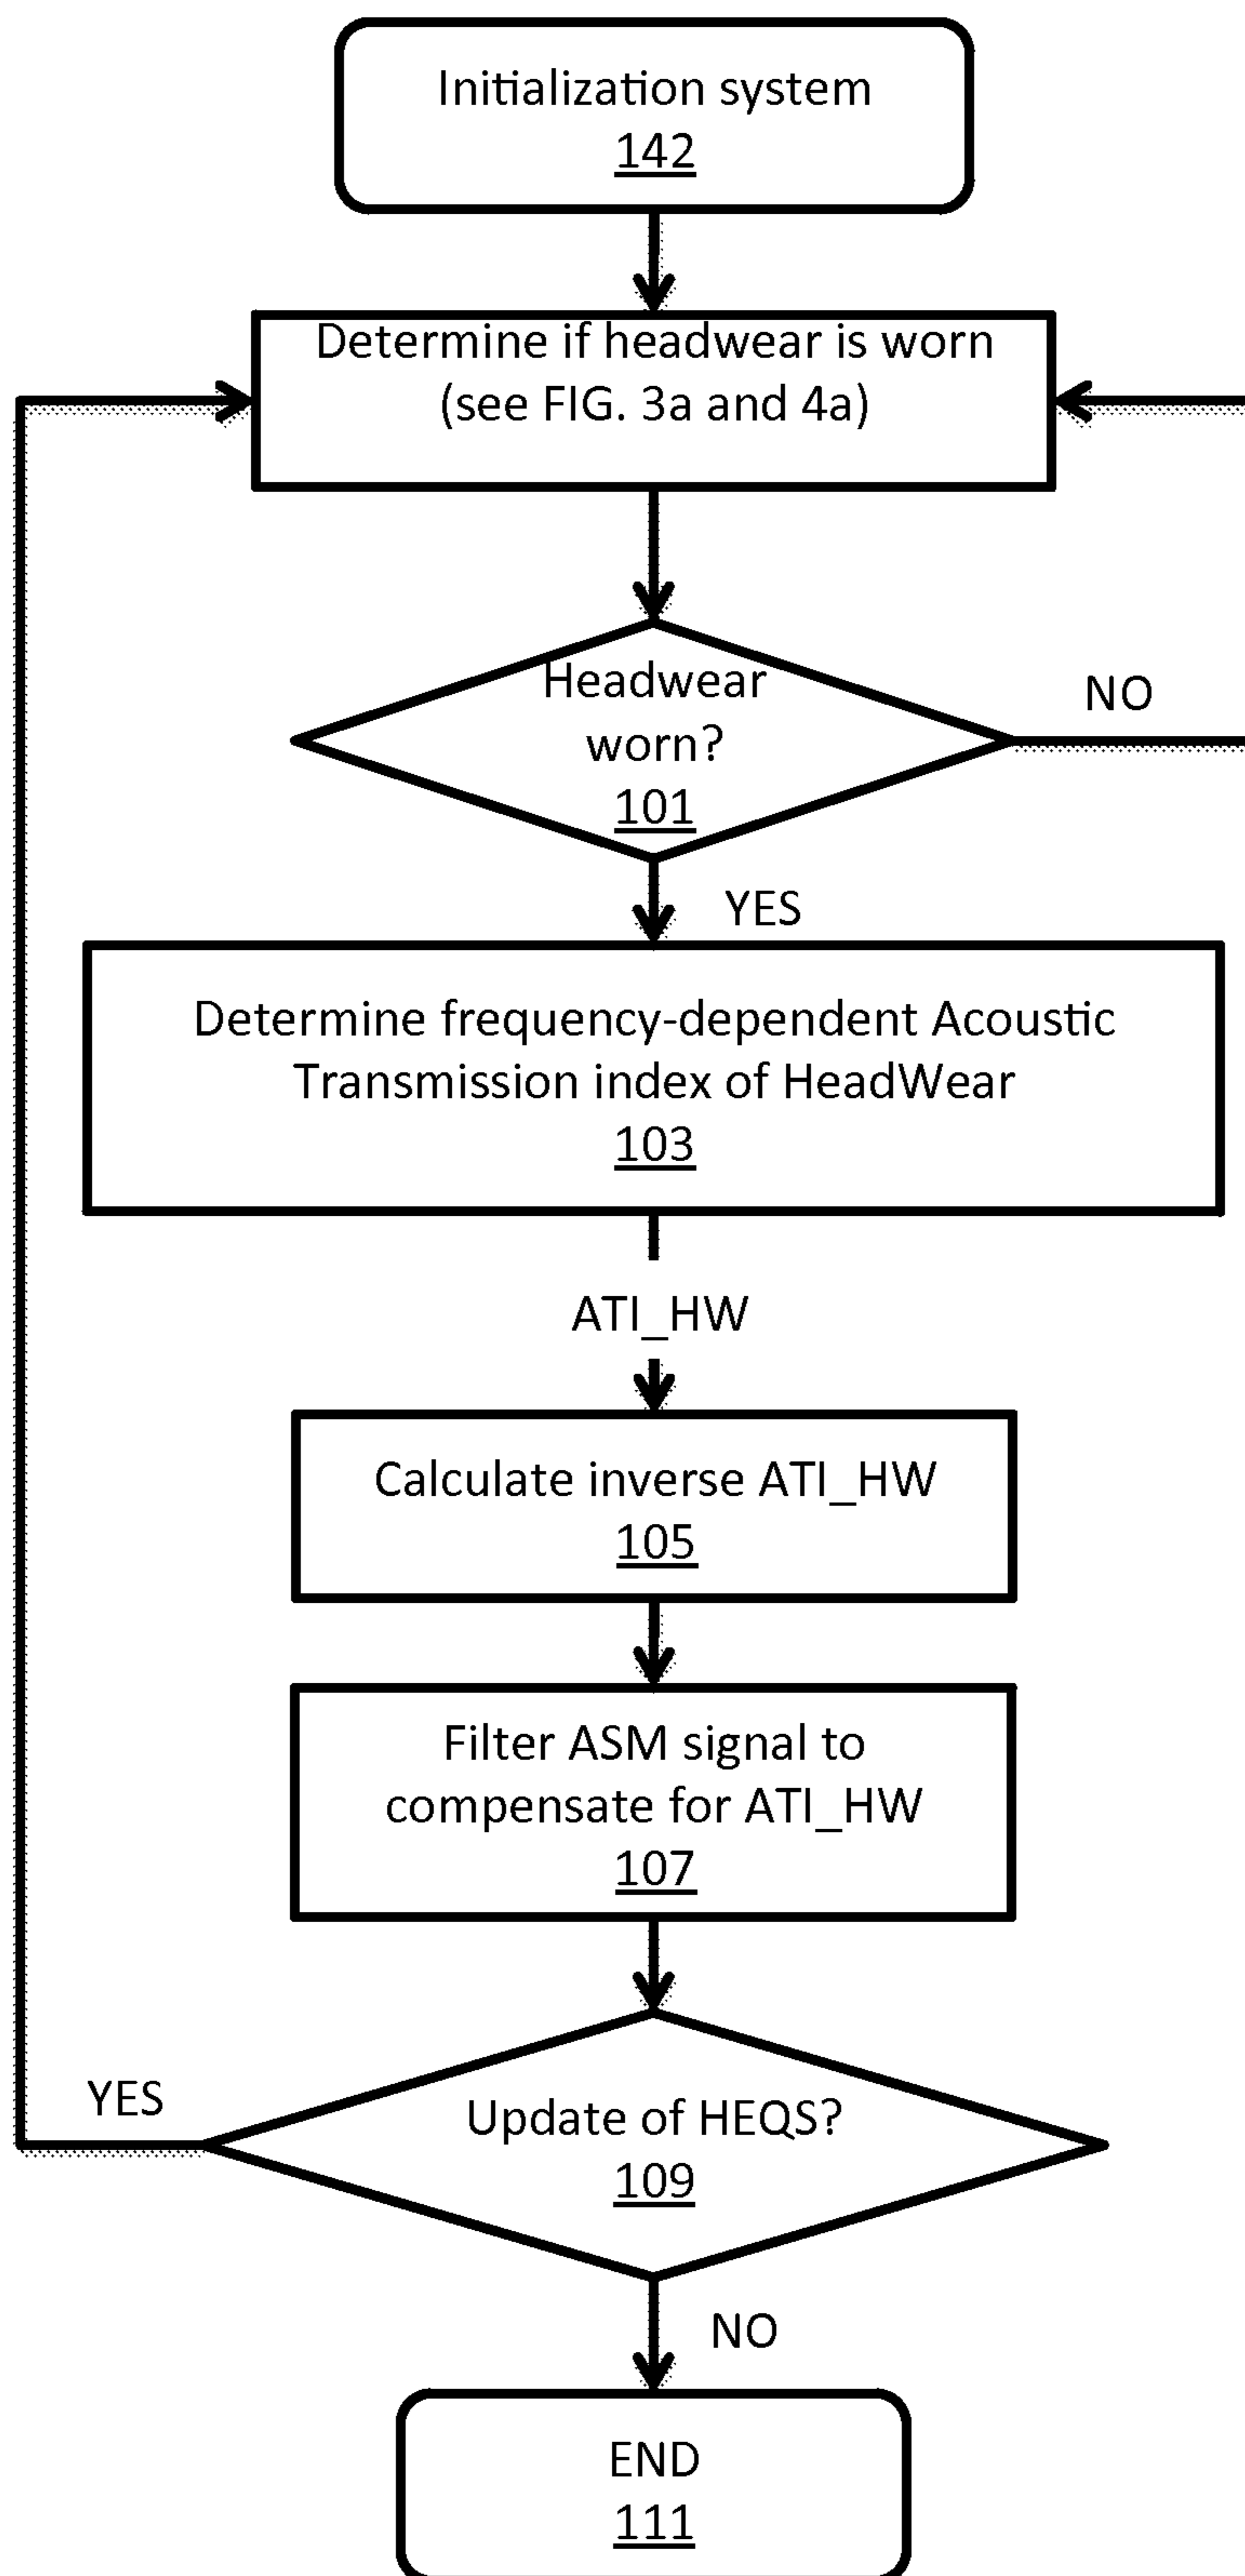 Initialization system
142
Determine if headwear is worn
(see FIG. 3a and 4a)
Headwear
worn?
101
NO
YES
Determine frequency-dependent Acoustic
Transmission index of HeadWear
103
ATI_HW
Calculate inverse ATI_HW
105
Filter ASM signal to
compensate for ATI_HW
107
YES
Update of HEQS?
109
NO
END
111